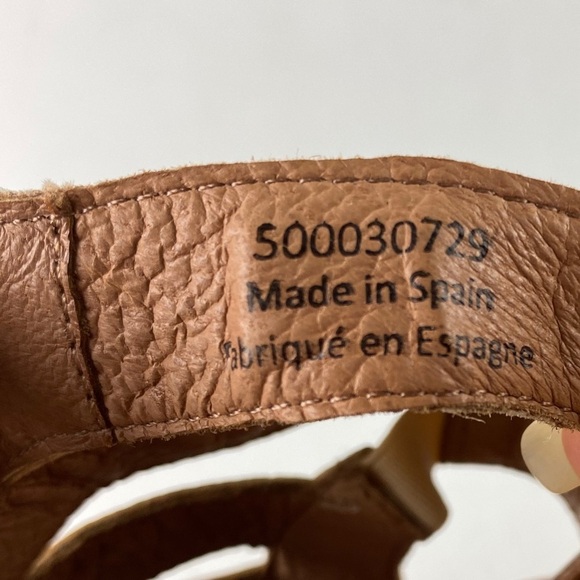 S00030729
Made in Spain
Fabriqué en Espagne